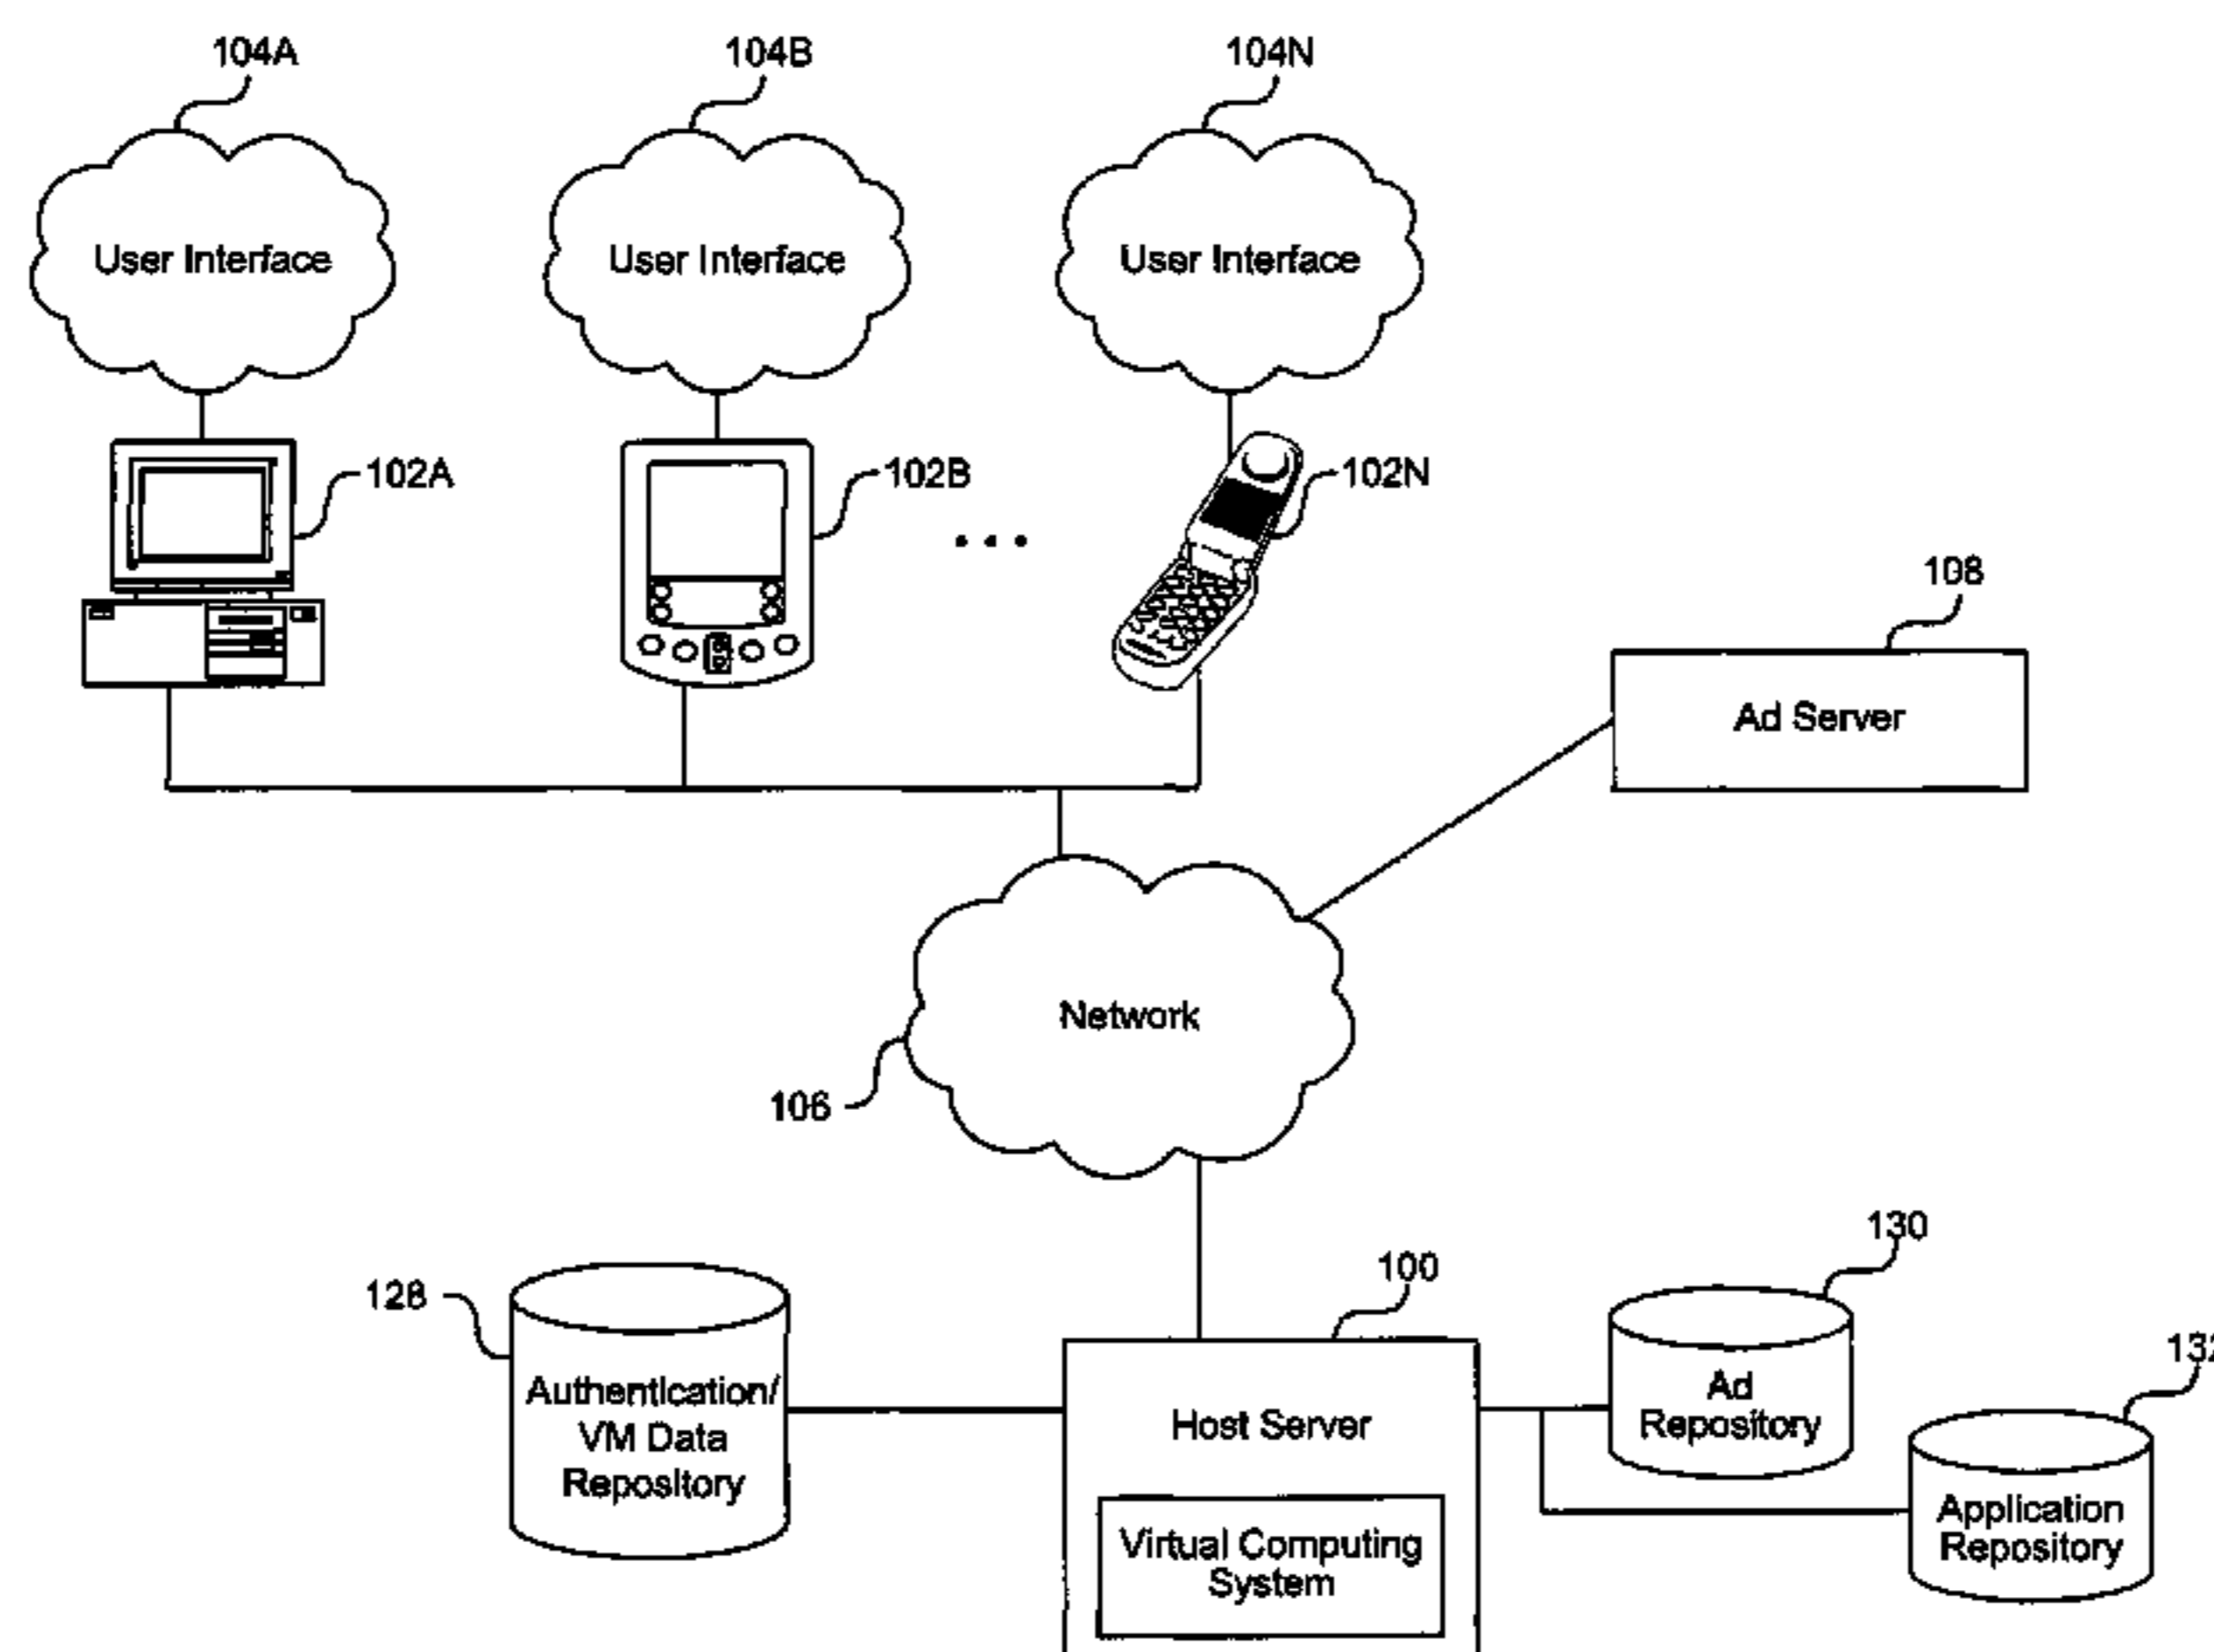 104A
104B
104N
User Interface
User Interface
User Interface
102A
102B
...
102N
108
Ad Server
Network
106
130
100
128
132
Authentication/
VM Data
Repository
Host Server
Ad
Repository
Application
Repository
Virtual Computing
System